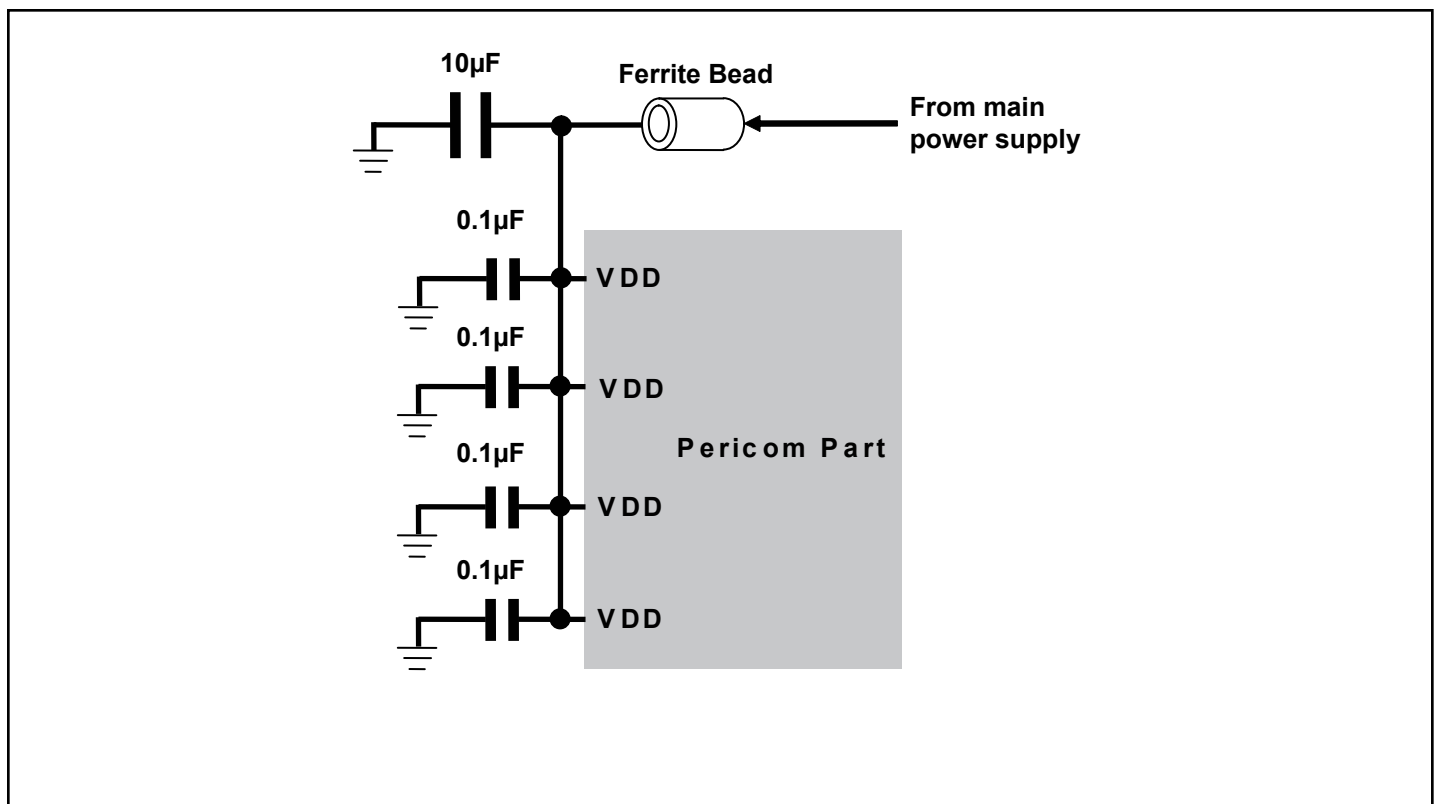 10µF
Ferrite Bead
From main
power supply
0.1µF
VDD
0.1µF
VDD
Pericom Part
0.1µF
VDD
0.1µF
VDD